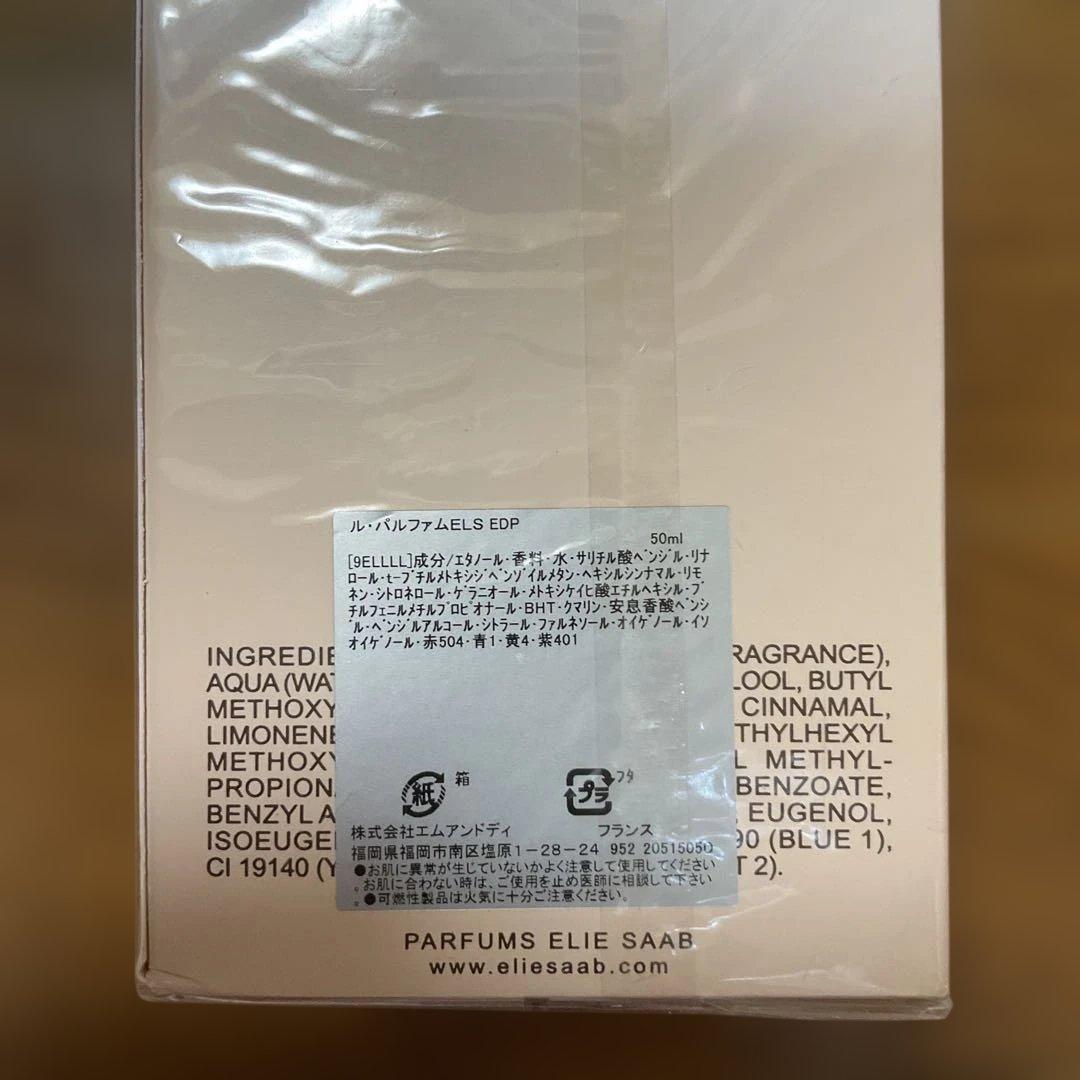 ル・パルファムELS EDP
50ml
[9ELLLL]成分/エタノール・香料・水・サリチル酸ベンジル・リナ
ロール・t-ブチルメトキシジベンゾイルメタン・ヘキシルシンナマル・リモ
ネン・シトロネロール・ゲラニオール・メトキシケイヒ酸エチルヘキシル・ブ
チルフェニルメチルプロピオナール・BHT・クマリン・安息香酸ベンジ
ル・ベンジルアルコール・シトラール・ファルネソール・オイゲノール・イソ
オイゲノール・赤504・青1・黄4・紫401
INGREDIE RAGRANCE),
AQUA (WA LOOL, BUTYL
METHOXY CINNAMAL,
LIMONENE THYLHEXYL
METHOXY L METHYL-
PROPION BENZOATE,
BENZYL A EUGENOL,
ISOEUGE 90 (BLUE 1),
CI 19140 (Y T 2).
紙 箱
プラ フタ
株式会社エムアンドディ フランス
福岡県福岡市南区塩原1-28-24 952 20515050
●お肌に異常が生じていないかよく注意して使用してください
。お肌に合わない時は、ご使用を止め医師に相談して下さい
。●可燃性製品は火気に十分ご注意ください。
PARFUMS ELIE SAAB
www.eliesaab.com